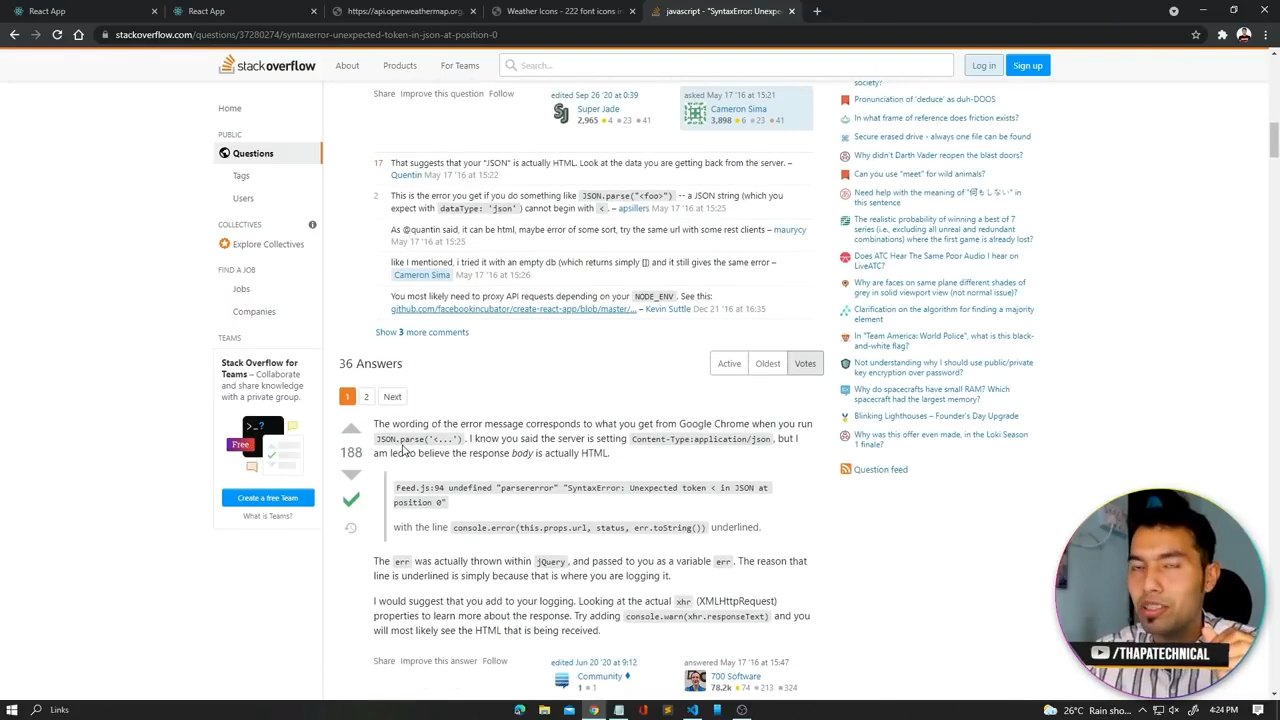 React App
React App
https://api.openweathermap.org.
Weather Icons - 222 font icons in
javascript - "SyntaxError: Unexpe
stackoverflow.com/questions/37280274/syntaxerror-unexpected-token-in-json-at-position-0
stackoverflow
About
Products
For Teams
Search...
Log in
Sign up
Home
PUBLIC
Questions
Tags
Users
COLLECTIVES
Explore Collectives
FIND A JOB
Jobs
Companies
TEAMS
Stack Overflow for
Teams – Collaborate
and share knowledge
with a private group.
Free
Create a free Team
What is Teams?
Share Improve this question Follow
edited Sep 26 '20 at 0:39
Super Jade
2,965 4 23 41
asked May 17 '16 at 15:21
Cameron Sima
3,898 6 23 41
17 That suggests that your "JSON" is actually HTML. Look at the data you are getting back from the server. –
Quentin May 17 '16 at 15:22
2 This is the error you get if you do something like JSON.parse("<foo>") -- a JSON string (which you
expect with dataType: 'json') cannot begin with <. – apsillers May 17 '16 at 15:25
As @quantin said, it can be html, maybe error of some sort, try the same url with some rest clients – maurycy
May 17 '16 at 15:25
like I mentioned, i tried it with an empty db (which returns simply []) and it still gives the same error –
Cameron Sima May 17 '16 at 15:26
You most likely need to proxy API requests depending on your NODE_ENV. See this:
github.com/facebookincubator/create-react-app/blob/master/... – Kevin Suttle Dec 21 '16 at 16:35
Show 3 more comments
36 Answers
Active
Oldest
Votes
1 2 Next
188
The wording of the error message corresponds to what you get from Google Chrome when you run
JSON.parse('<...'). I know you said the server is setting Content-Type:application/json, but I
am led to believe the response body is actually HTML.
Feed.js:94 undefined "parsererror" "SyntaxError: Unexpected token < in JSON at
position 0"
with the line console.error(this.props.url, status, err.toString()) underlined.
The err was actually thrown within jQuery, and passed to you as a variable err. The reason that
line is underlined is simply because that is where you are logging it.
I would suggest that you add to your logging. Looking at the actual xhr (XMLHttpRequest)
properties to learn more about the response. Try adding console.warn(xhr.responseText) and you
will most likely see the HTML that is being received.
Share Improve this answer Follow
edited Jun 20 '20 at 9:12
Community
1 1
answered May 17 '16 at 15:47
700 Software
78.2k 74 213 324
society?
Pronunciation of 'deduce' as duh-DOOS
In what frame of reference does friction exists?
Secure erased drive - always one file can be found
Why didn't Darth Vader reopen the blast doors?
Can you use "meet" for wild animals?
Need help with the meaning of "何もしない" in
this sentence
The realistic probability of winning a best of 7
series (i.e., excluding all unreal and redundant
combinations) where the first game is already lost?
Does ATC Hear The Same Poor Audio I hear on
LiveATC?
Why are faces on same plane different shades of
grey in solid viewport view (not normal issue)?
Clarification on the algorithm for finding a majority
element
In "Team America: World Police", what is this black-
and-white flag?
Not understanding why I should use public/private
key encryption over password?
Why do spacecrafts have small RAM? Which
spacecraft had the largest memory?
Blinking Lighthouses – Founder's Day
Why was this offer even made, in the Loki Season
1 finale?
Question feed
/THAPATECHNICAL
Links
26°C Rain sho...
4:24 PM